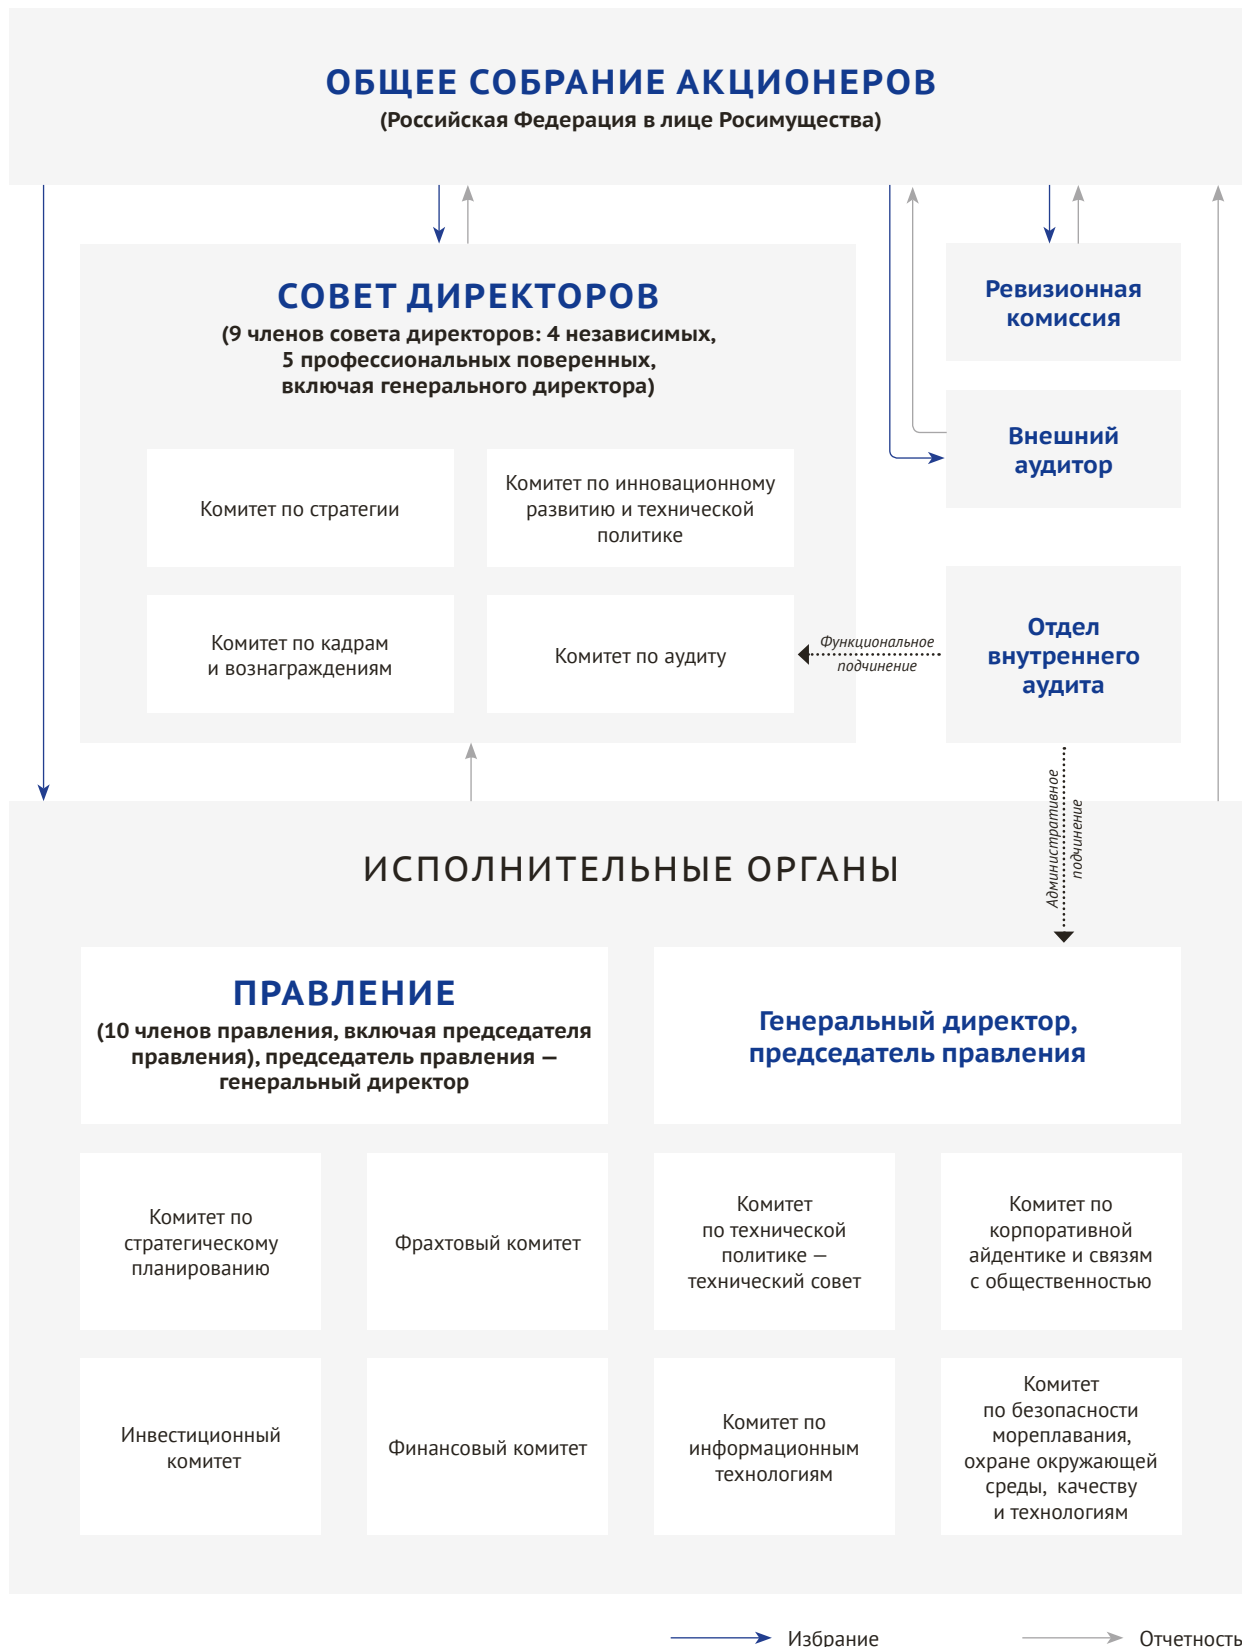 ОБЩЕЕ СОБРАНИЕ АКЦИОНЕРОВ
(Российская Федерация в лице Росимущества)
СОВЕТ ДИРЕКТОРОВ
(9 членов совета директоров: 4 независимых,
5 профессиональных поверенных,
включая генерального директора)
Комитет по стратегии
Комитет по инновационному
развитию и технической
политике
Комитет по кадрам
и вознаграждениям
Комитет по аудиту
Ревизионная
комиссия
Внешний
аудитор
Отдел
внутреннего
аудита
Функциональное
подчинение
Административное
подчинение
ИСПОЛНИТЕЛЬНЫЕ ОРГАНЫ
ПРАВЛЕНИЕ
(10 членов правления, включая председателя
правления), председатель правления —
генеральный директор
Генеральный директор,
председатель правления
Комитет по
стратегическому
планированию
Фрахтовый комитет
Комитет
по технической
политике —
технический совет
Комитет по
корпоративной
айдентике и связям
с общественностью
Инвестиционный
комитет
Финансовый комитет
Комитет по
информационным
технологиям
Комитет
по безопасности
мореплавания,
охране окружающей
среды, качеству
и технологиям
Избрание
Отчетность